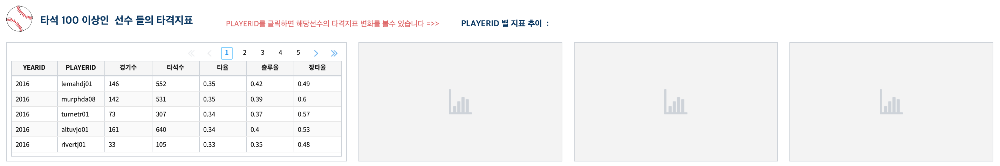 타석 100 이상인 선수 들의 타격지표
PLAYERID를 클릭하면 해당선수의 타격지표 변화를 볼수 있습니다 =>>
PLAYERID 별 지표 추이 :
1 2 3 4 5
YEARID PLAYERID 경기수 타석수 타율 출루율 장타율
2016 lemahdj01 146 552 0.35 0.42 0.49
2016 murphda08 142 531 0.35 0.39 0.6
2016 turnetr01 73 307 0.34 0.37 0.57
2016 altuvjo01 161 640 0.34 0.4 0.53
2016 rivertj01 33 105 0.33 0.35 0.48